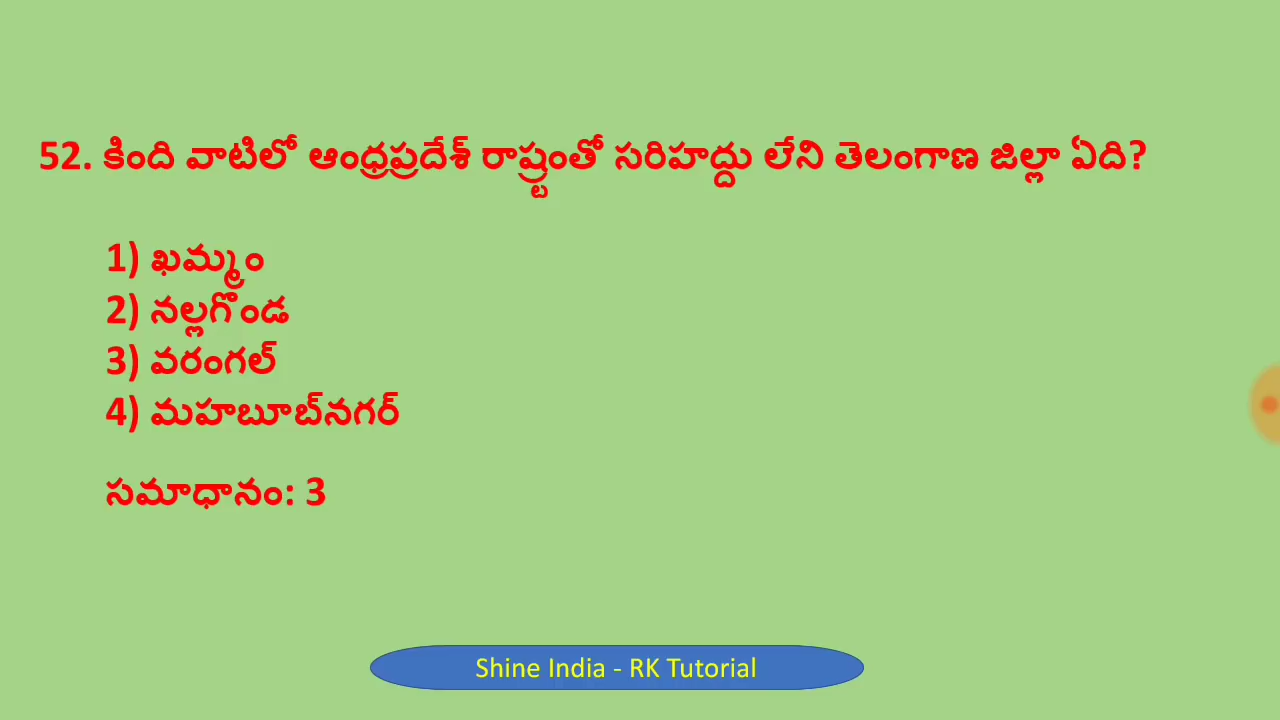 52. కింది వాటిలో ఆంధ్రప్రదేశ్ రాష్ట్రంతో సరిహద్దు లేని తెలంగాణ జిల్లా ఏది?
1) ఖమ్మం
2) నల్లగొండ
3) వరంగల్
4) మహబూబ్‌నగర్
సమాధానం: 3
Shine India - RK Tutorial